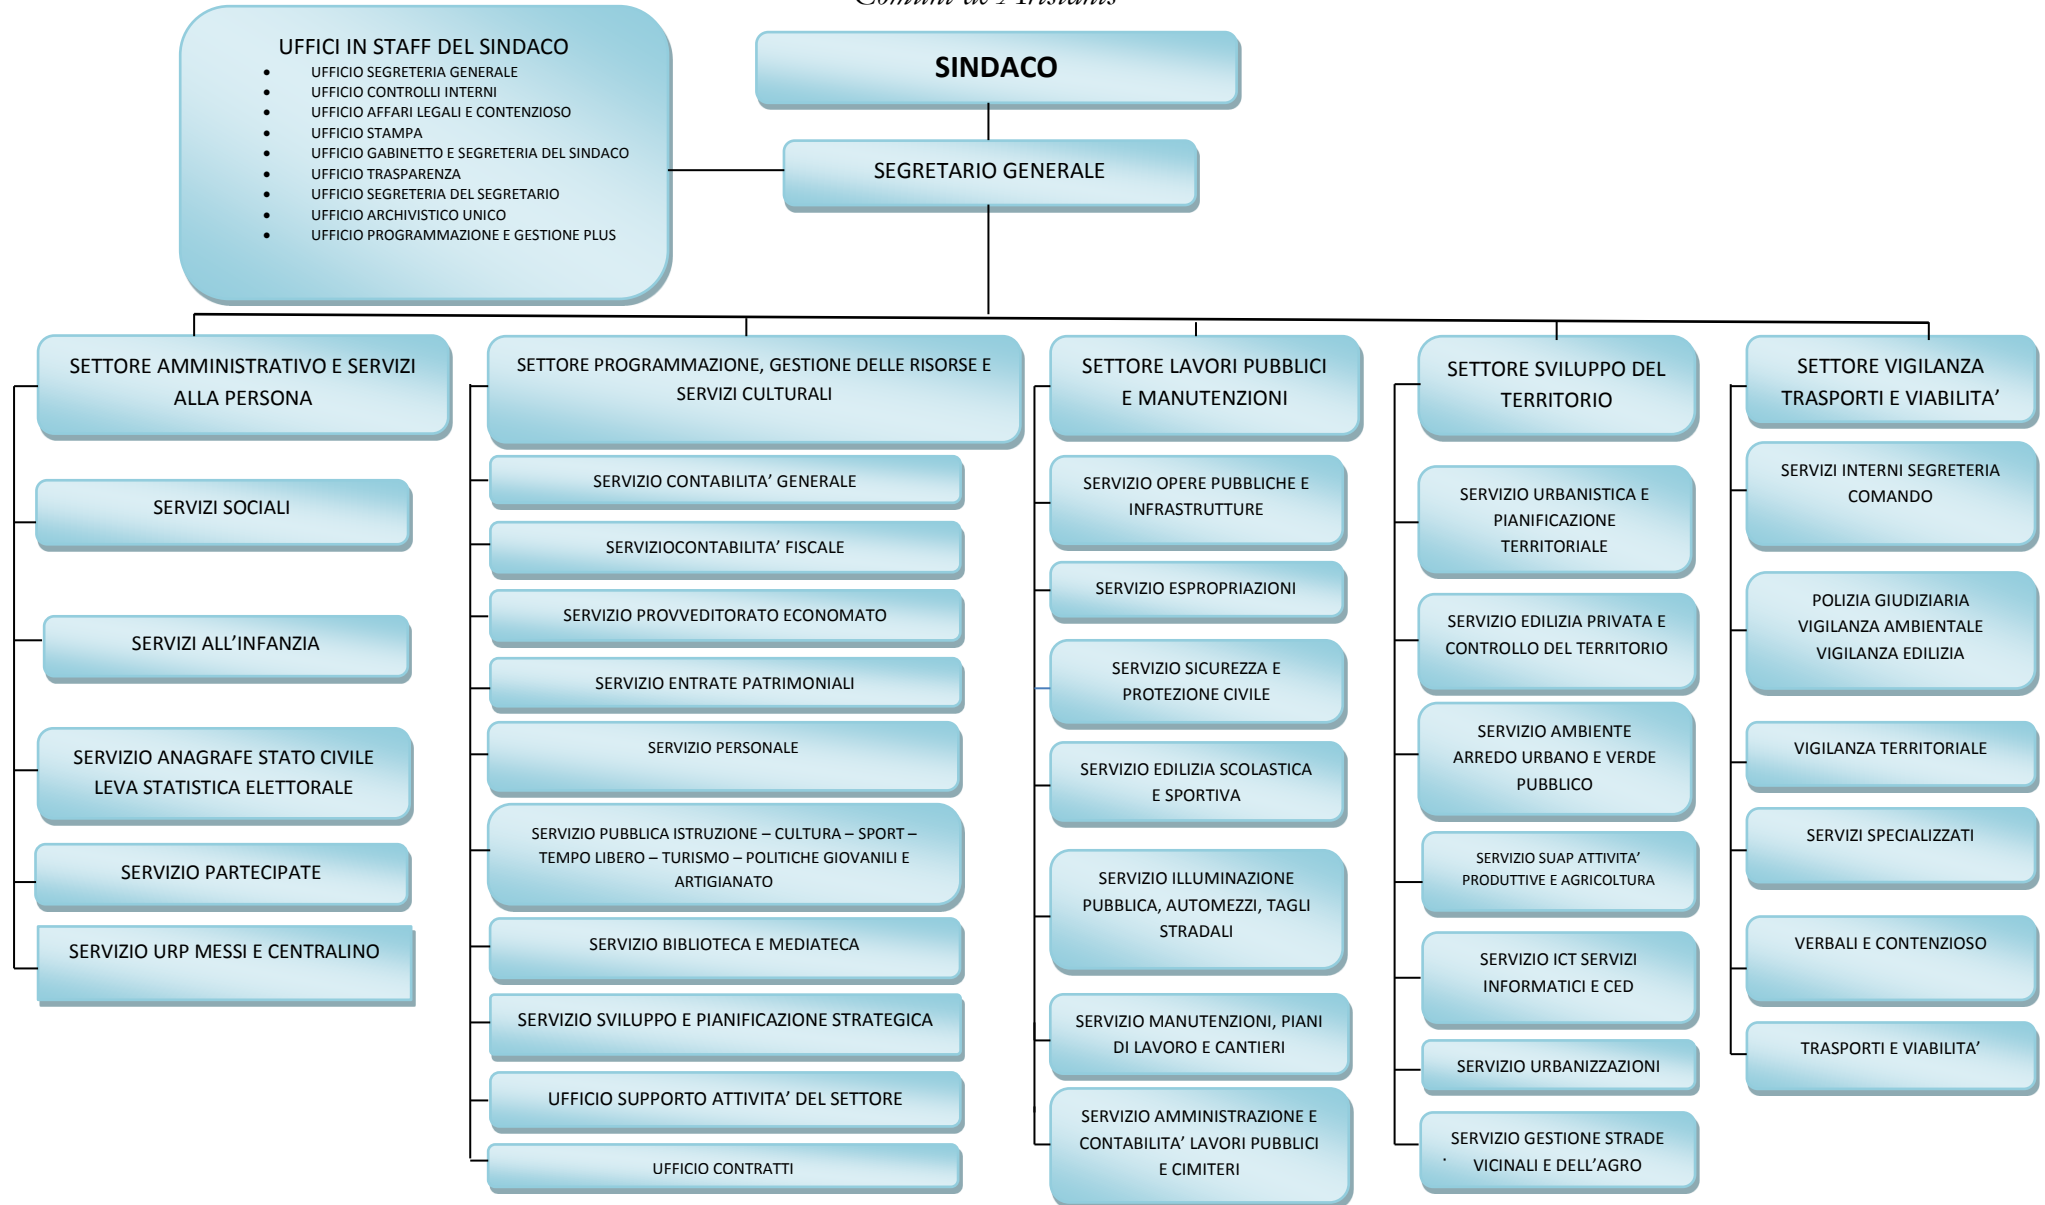 Comuni de Aristanis
UFFICI IN STAFF DEL SINDACO
• UFFICIO SEGRETERIA GENERALE
• UFFICIO CONTROLLI INTERNI
• UFFICIO AFFARI LEGALI E CONTENZIOSO
• UFFICIO STAMPA
• UFFICIO GABINETTO E SEGRETERIA DEL SINDACO
• UFFICIO TRASPARENZA
• UFFICIO SEGRETERIA DEL SEGRETARIO
• UFFICIO ARCHIVISTICO UNICO
• UFFICIO PROGRAMMAZIONE E GESTIONE PLUS
SINDACO
SEGRETARIO GENERALE
SETTORE AMMINISTRATIVO E SERVIZI
ALLA PERSONA
SERVIZI SOCIALI
SERVIZI ALL’INFANZIA
SERVIZIO ANAGRAFE STATO CIVILE
LEVA STATISTICA ELETTORALE
SERVIZIO PARTECIPATE
SERVIZIO URP MESSI E CENTRALINO
SETTORE PROGRAMMAZIONE, GESTIONE DELLE RISORSE E
SERVIZI CULTURALI
SERVIZIO CONTABILITA’ GENERALE
SERVIZIOCONTABILITA’ FISCALE
SERVIZIO PROVVEDITORATO ECONOMATO
SERVIZIO ENTRATE PATRIMONIALI
SERVIZIO PERSONALE
SERVIZIO PUBBLICA ISTRUZIONE – CULTURA – SPORT –
TEMPO LIBERO – TURISMO – POLITICHE GIOVANILI E
ARTIGIANATO
SERVIZIO BIBLIOTECA E MEDIATECA
SERVIZIO SVILUPPO E PIANIFICAZIONE STRATEGICA
UFFICIO SUPPORTO ATTIVITA’ DEL SETTORE
UFFICIO CONTRATTI
SETTORE LAVORI PUBBLICI
E MANUTENZIONI
SERVIZIO OPERE PUBBLICHE E
INFRASTRUTTURE
SERVIZIO ESPROPRIAZIONI
SERVIZIO SICUREZZA E
PROTEZIONE CIVILE
SERVIZIO EDILIZIA SCOLASTICA
E SPORTIVA
SERVIZIO ILLUMINAZIONE
PUBBLICA, AUTOMEZZI, TAGLI
STRADALI
SERVIZIO MANUTENZIONI, PIANI
DI LAVORO E CANTIERI
SERVIZIO AMMINISTRAZIONE E
CONTABILITA’ LAVORI PUBBLICI
E CIMITERI
SETTORE SVILUPPO DEL
TERRITORIO
SERVIZIO URBANISTICA E
PIANIFICAZIONE
TERRITORIALE
SERVIZIO EDILIZIA PRIVATA E
CONTROLLO DEL TERRITORIO
SERVIZIO AMBIENTE
ARREDO URBANO E VERDE
PUBBLICO
SERVIZIO SUAP ATTIVITA’
PRODUTTIVE E AGRICOLTURA
SERVIZIO ICT SERVIZI
INFORMATICI E CED
SERVIZIO URBANIZZAZIONI
SERVIZIO GESTIONE STRADE
VICINALI E DELL’AGRO
SETTORE VIGILANZA
TRASPORTI E VIABILITA’
SERVIZI INTERNI SEGRETERIA
COMANDO
POLIZIA GIUDIZIARIA
VIGILANZA AMBIENTALE
VIGILANZA EDILIZIA
VIGILANZA TERRITORIALE
SERVIZI SPECIALIZZATI
VERBALI E CONTENZIOSO
TRASPORTI E VIABILITA’